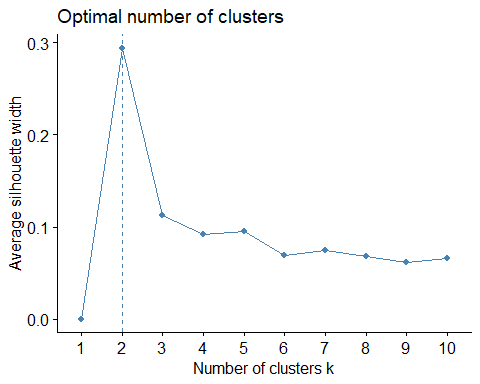 Optimal number of clusters
Average silhouette width
0.3
0.2
0.1
0.0
1 2 3 4 5 6 7 8 9 10
Number of clusters k